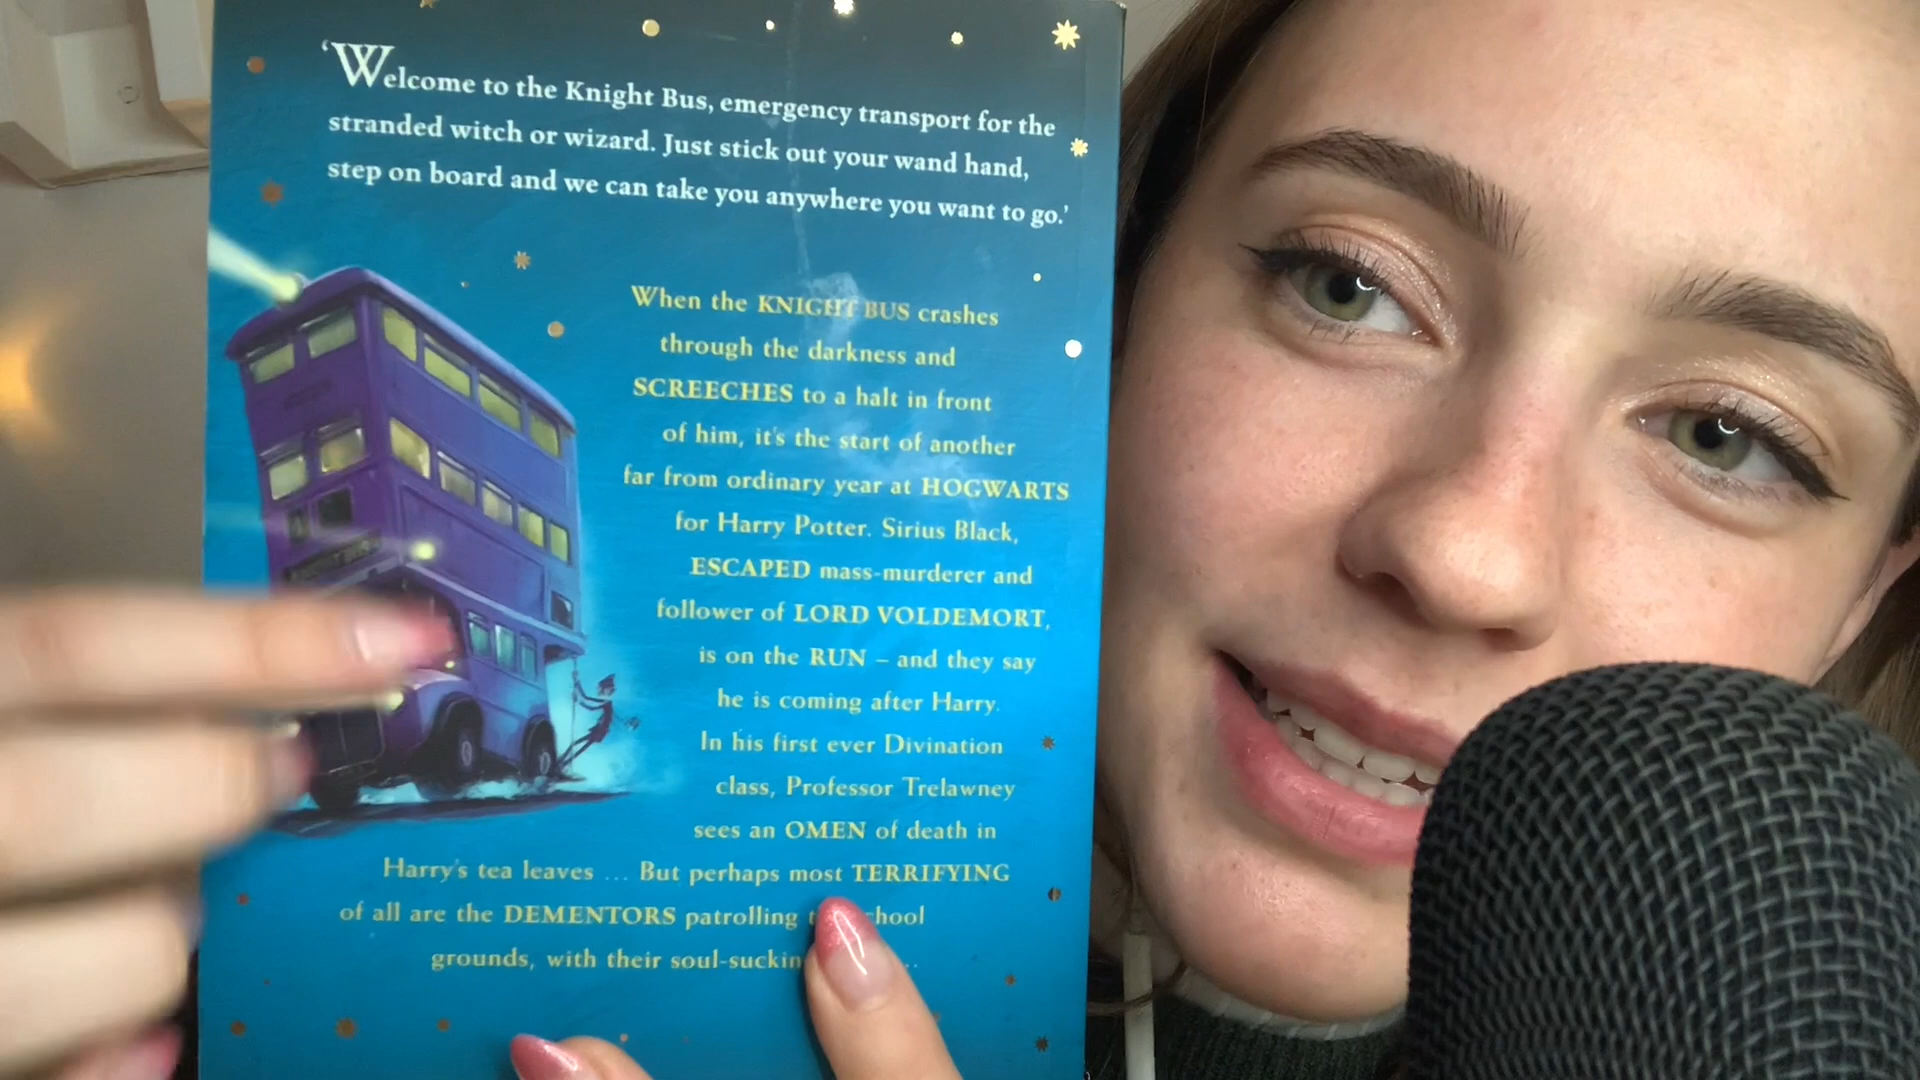 'Welcome to the Knight Bus, emergency transport for the
stranded witch or wizard. Just stick out your wand hand,
step on board and we can take you anywhere you want to go.'
When the KNIGHT BUS crashes
through the darkness and
SCREECHES to a halt in front
of him, it's the start of another
far from ordinary year at HOGWARTS
for Harry Potter. Sirius Black,
ESCAPED mass-murderer and
follower of LORD VOLDEMORT,
is on the RUN – and they say
he is coming after Harry.
In his first ever Divination
class, Professor Trelawney
sees an OMEN of death in
Harry's tea leaves ... But perhaps most TERRIFYING
of all are the DEMENTORS patrolling
grounds, with their